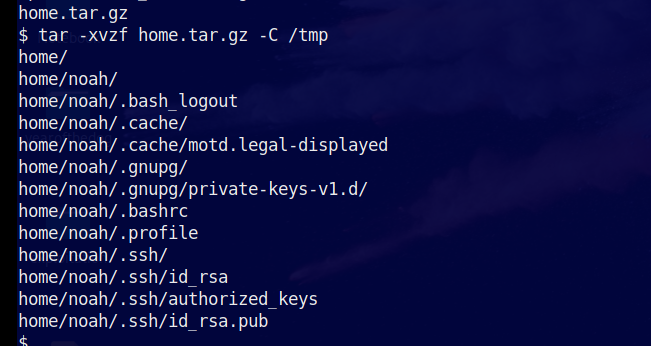 home.tar.gz
$ tar -xvzf home.tar.gz -C /tmp
home/
home/noah/
home/noah/.bash_logout
home/noah/.cache/
home/noah/.cache/motd.legal-displayed
home/noah/.gnupg/
home/noah/.gnupg/private-keys-v1.d/
home/noah/.bashrc
home/noah/.profile
home/noah/.ssh/
home/noah/.ssh/id_rsa
home/noah/.ssh/authorized_keys
home/noah/.ssh/id_rsa.pub
$